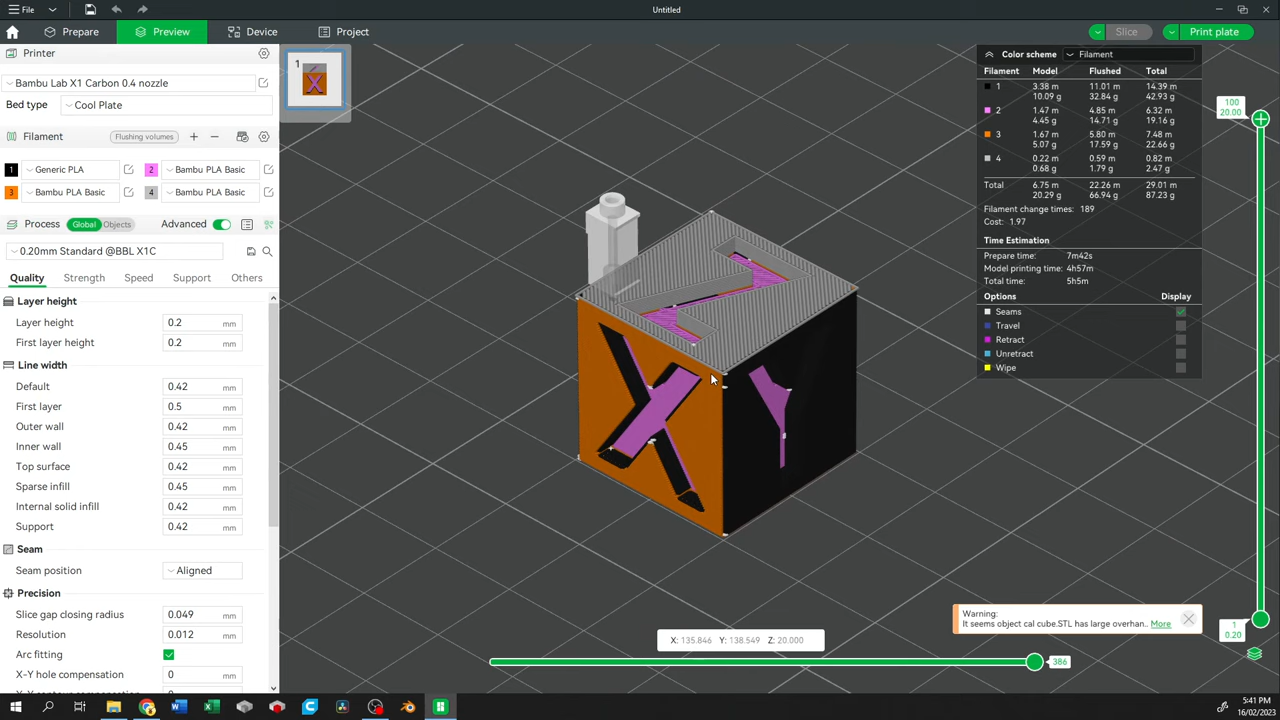 File
Untitled
Prepare
Preview
Device
Project
Slice
Print plate
Printer
Bambu Lab X1 Carbon 0.4 nozzle
Bed type
Cool Plate
Filament
Flushing volumes
1 Generic PLA
2 Bambu PLA Basic
3 Bambu PLA Basic
4 Bambu PLA Basic
Process Global Objects Advanced
0.20mm Standard @BBL X1C
Quality Strength Speed Support Others
Layer height
Layer height 0.2 mm
First layer height 0.2 mm
Line width
Default 0.42 mm
First layer 0.5 mm
Outer wall 0.42 mm
Inner wall 0.45 mm
Top surface 0.42 mm
Sparse infill 0.45 mm
Internal solid infill 0.42 mm
Support 0.42 mm
Seam
Seam position Aligned
Precision
Slice gap closing radius 0.049 mm
Resolution 0.012 mm
Arc fitting
X-Y hole compensation 0 mm
1
X
Z
X
Y
Color scheme Filament
Filament Model Flushed Total
1 3.38 m 11.01 m 14.39 m
10.09 g 32.84 g 42.93 g
2 1.47 m 4.85 m 6.32 m
4.45 g 14.71 g 19.16 g
3 1.67 m 5.80 m 7.48 m
5.07 g 17.59 g 22.66 g
4 0.22 m 0.59 m 0.82 m
0.68 g 1.79 g 2.47 g
Total 6.75 m 22.26 m 29.01 m
20.29 g 66.94 g 87.23 g
Filament change times: 189
Cost: 1.97
Time Estimation
Prepare time: 7m42s
Model printing time: 4h57m
Total time: 5h5m
Options Display
Seams
Travel
Retract
Unretract
Wipe
100
20.00
1
0.20
Warning:
It seems object cal cube.STL has large overhan.. More
X: 135.846 Y: 138.549 Z: 20.000
386
5:41 PM
16/02/2023